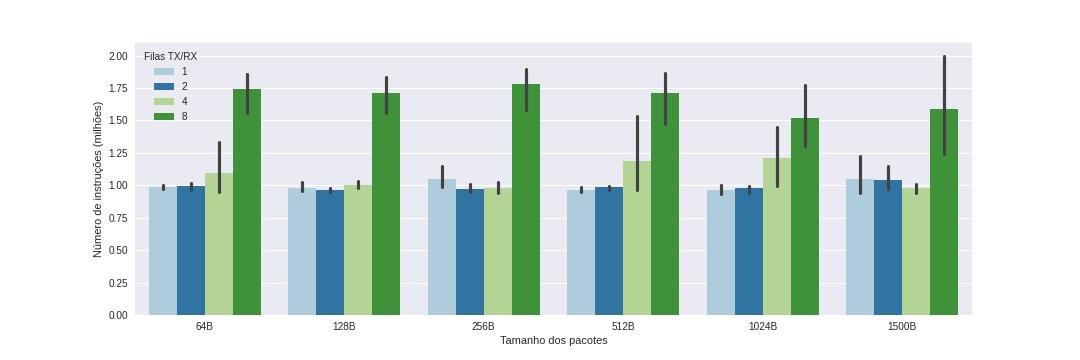 Filas TX/RX
1
2
4
8
Número de instruções (milhões)
2.00
1.75
1.50
1.25
1.00
0.75
0.50
0.25
0.00
64B
128B
256B
512B
1024B
1500B
Tamanho dos pacotes